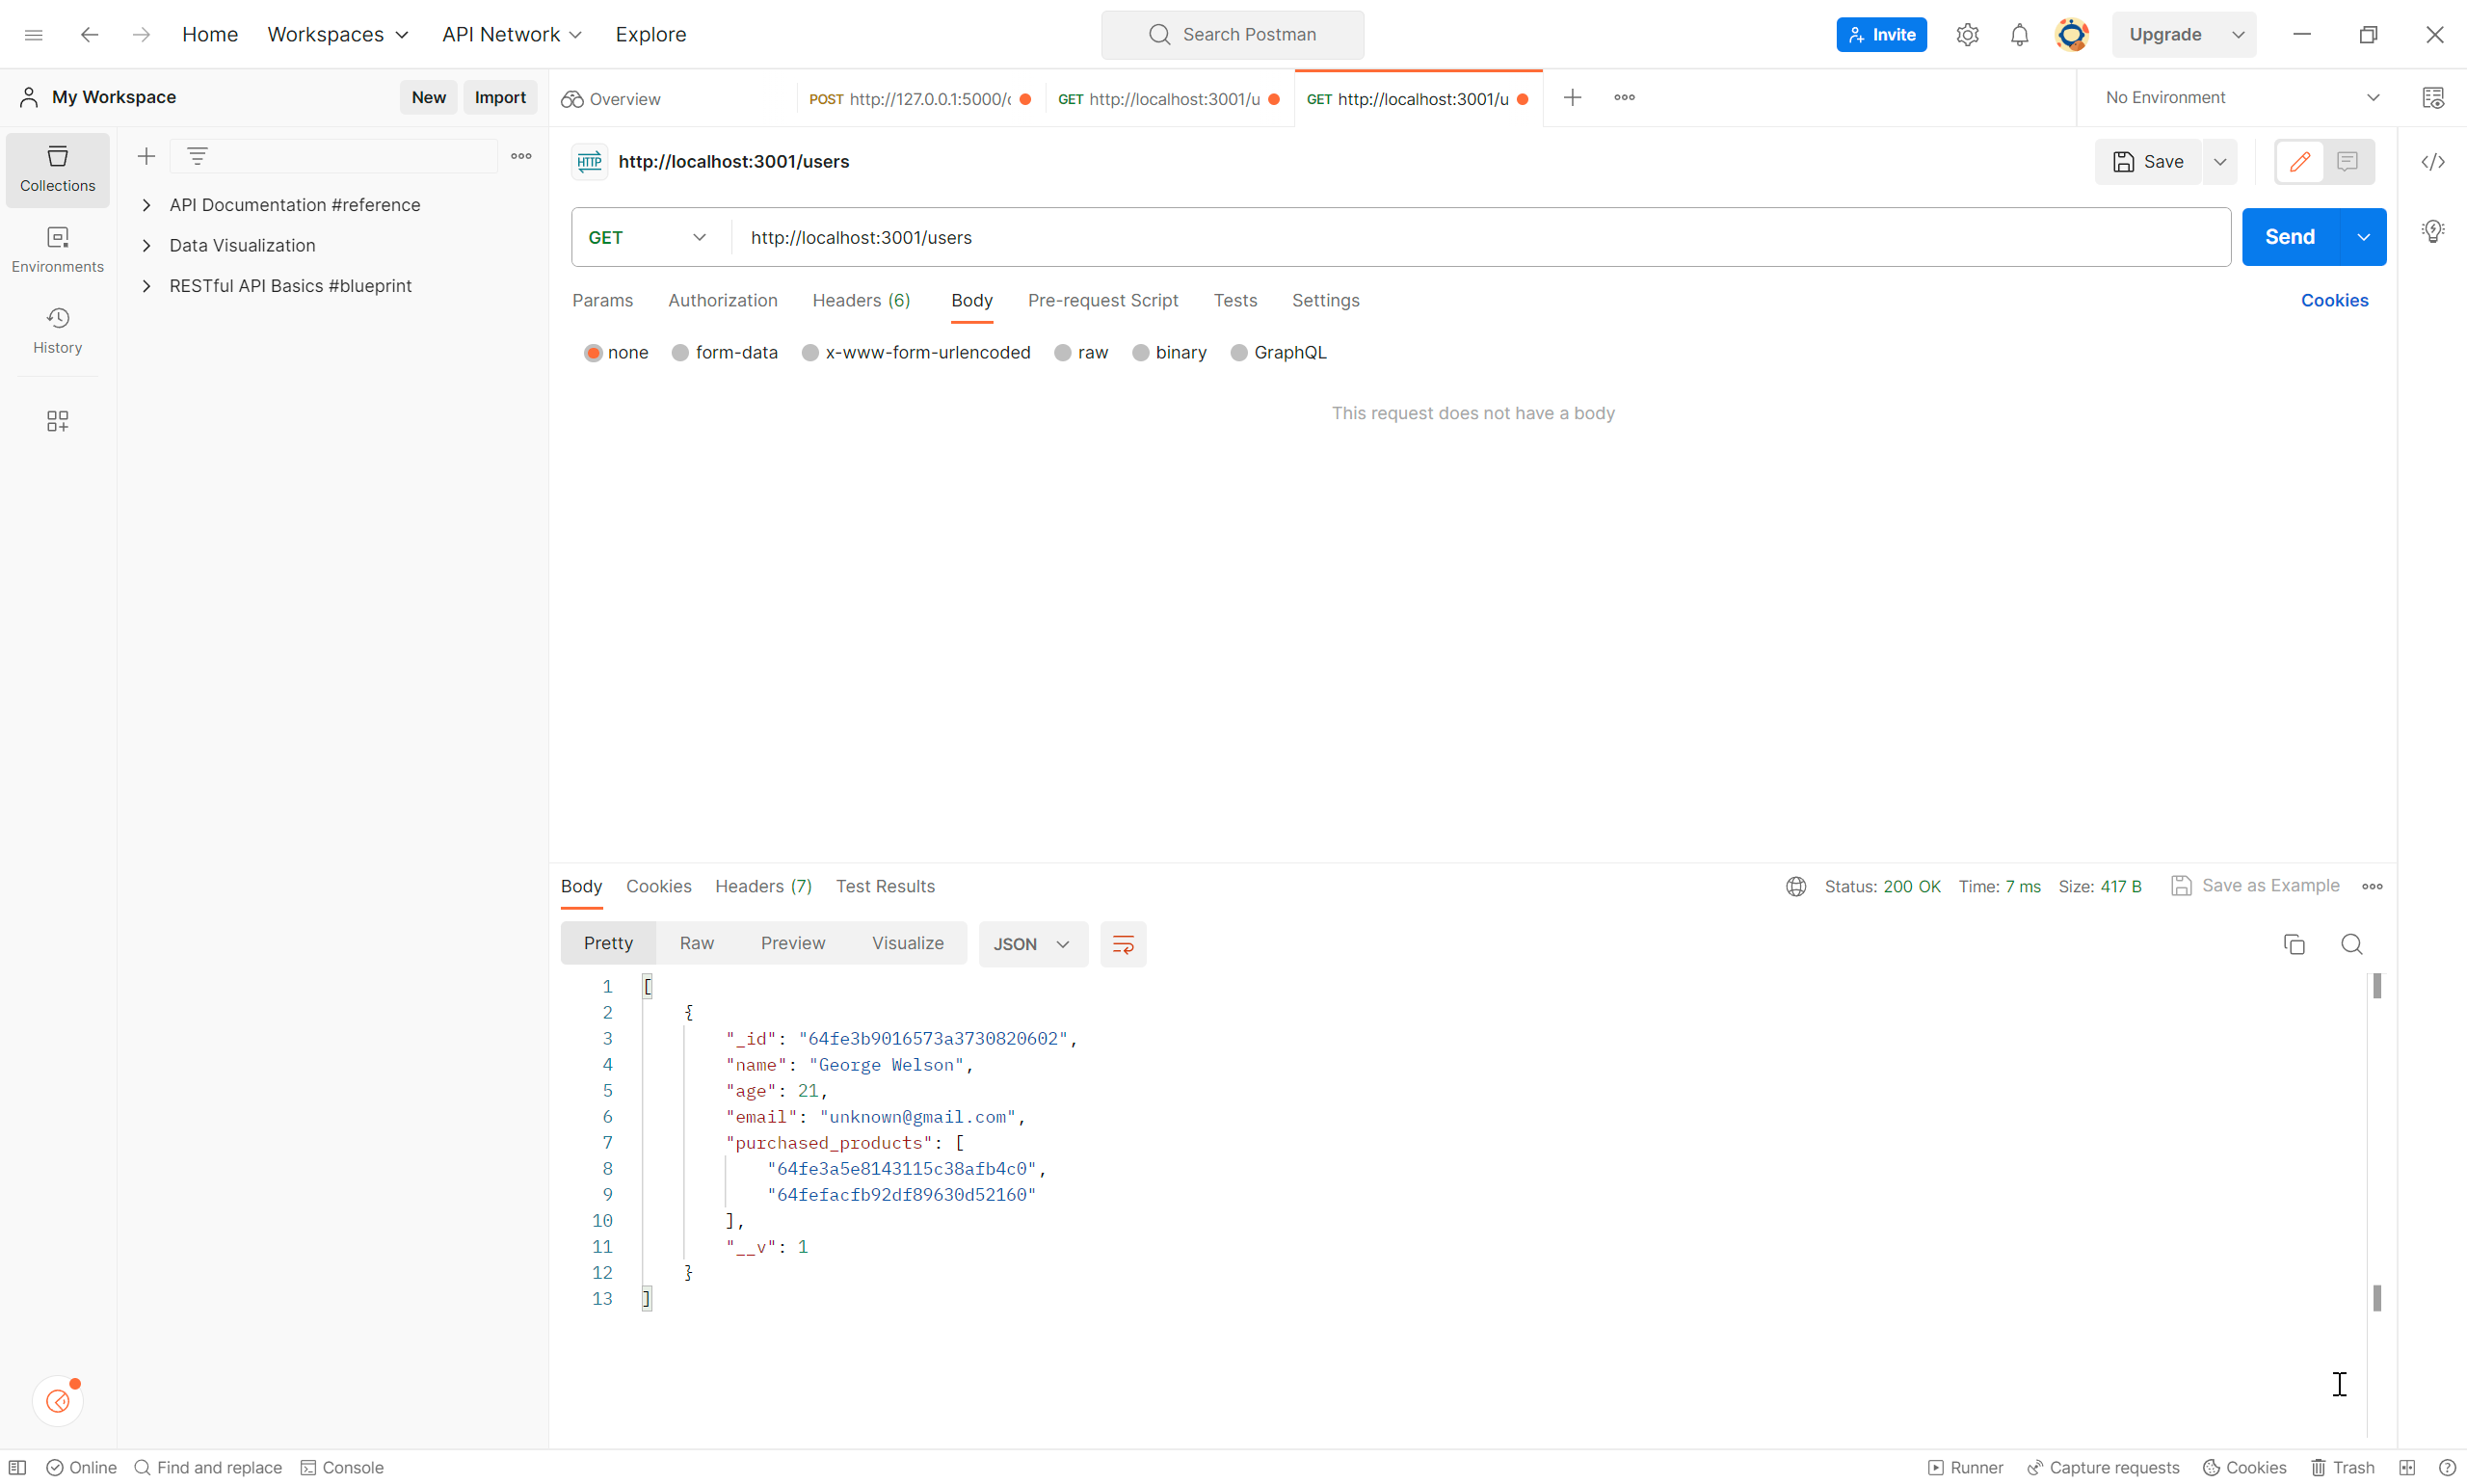 Home Workspaces API Network Explore Search Postman Invite Upgrade
My Workspace New Import Overview POST http://127.0.0.1:5000/ GET http://localhost:3001/u GET http://localhost:3001/u No Environment
Collections
Environments
History
API Documentation #reference
Data Visualization
RESTful API Basics #blueprint
HTTP http://localhost:3001/users Save
GET http://localhost:3001/users Send
Params Authorization Headers (6) Body Pre-request Script Tests Settings Cookies
none form-data x-www-form-urlencoded raw binary GraphQL
This request does not have a body
Body Cookies Headers (7) Test Results Status: 200 OK Time: 7 ms Size: 417 B Save as Example
Pretty Raw Preview Visualize JSON
1 [
2 {
3 "_id": "64fe3b9016573a3730820602",
4 "name": "George Welson",
5 "age": 21,
6 "email": "unknown@gmail.com",
7 "purchased_products": [
8 "64fe3a5e8143115c38afb4c0",
9 "64fefacfb92df89630d52160"
10 ],
11 "__v": 1
12 }
13 ]
Online Find and replace Console Runner Capture requests Cookies Trash